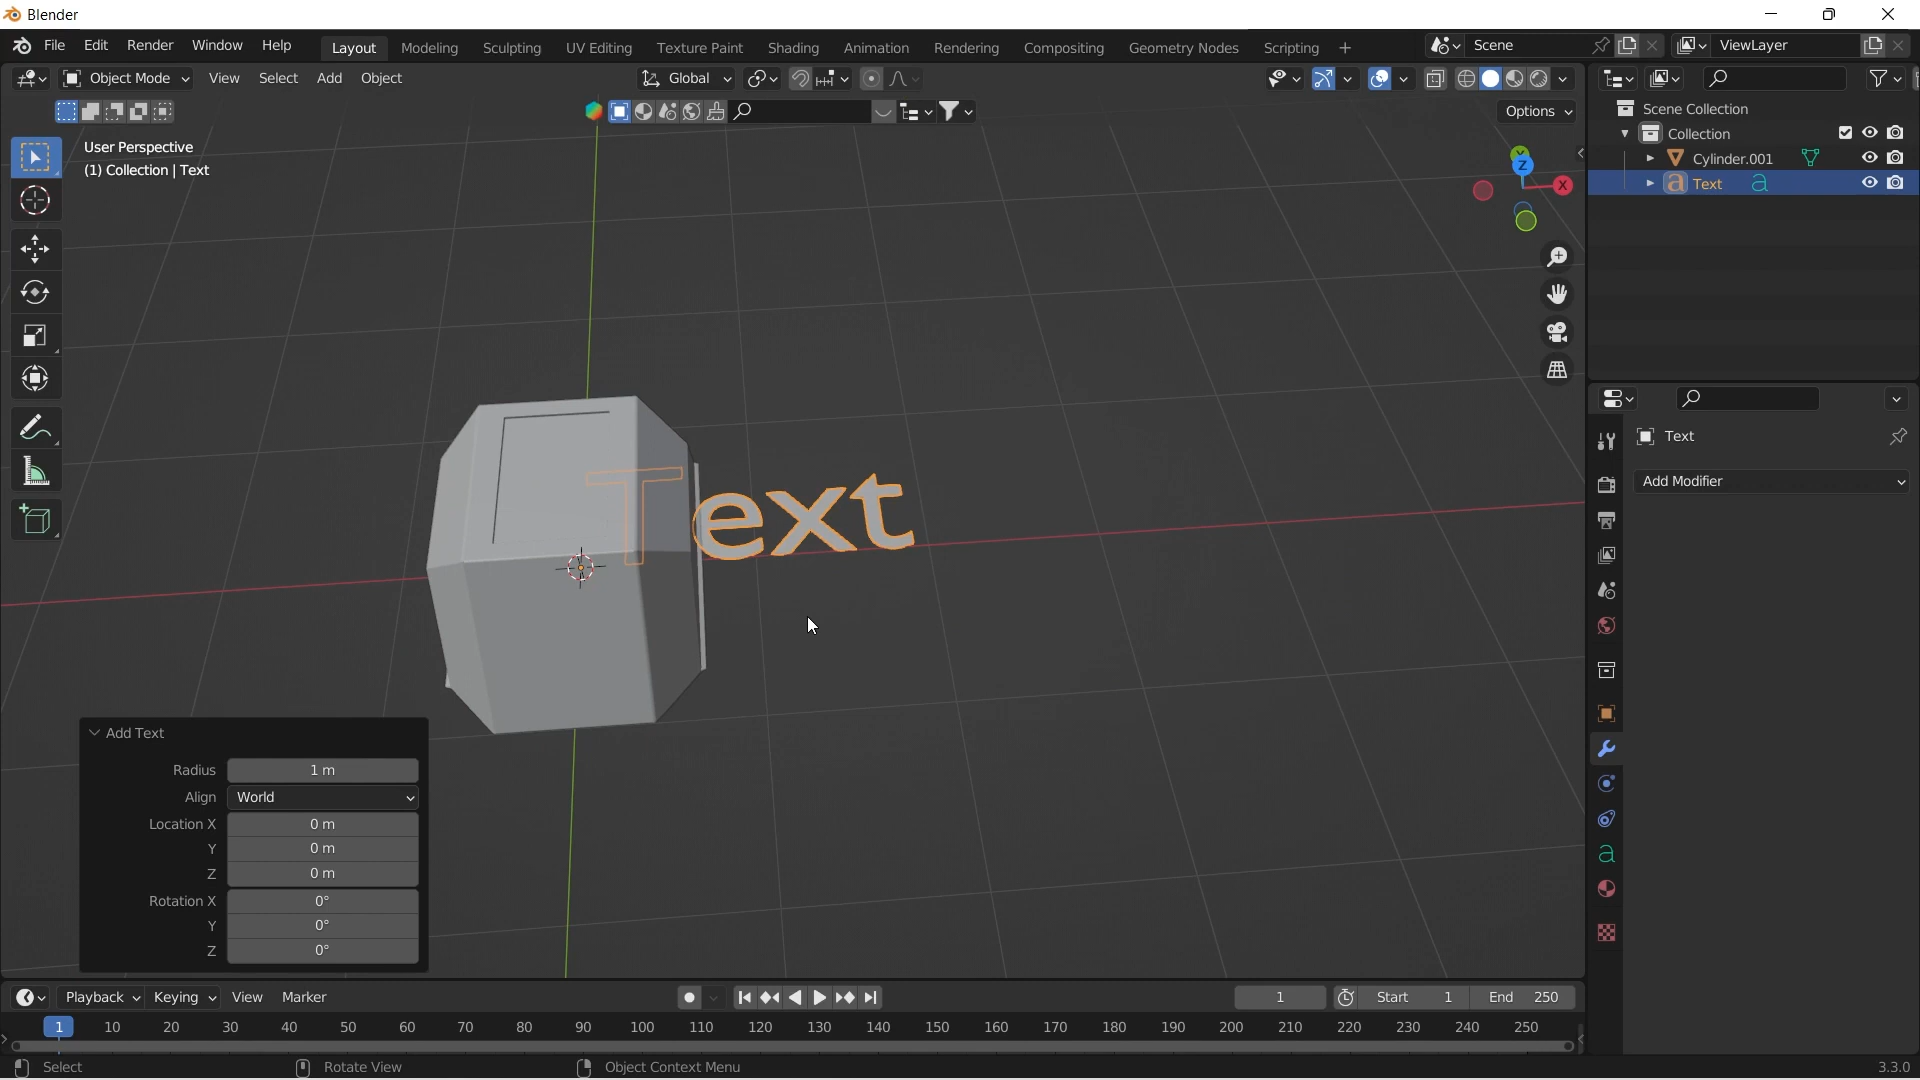 Blender
File Edit Render Window Help Layout Modeling Sculpting UV Editing Texture Paint Shading Animation Rendering Compositing Geometry Nodes Scripting + Scene ViewLayer
Object Mode View Select Add Object Global
Options
User Perspective
(1) Collection | Text
Scene Collection
Collection
Cylinder.001
Text
Z
X
Text
Text
Add Modifier
Add Text
Radius 1 m
Align World
Location X 0 m
Y 0 m
Z 0 m
Rotation X 0°
Y 0°
Z 0°
Playback Keying View Marker 1 Start 1 End 250
1 10 20 30 40 50 60 70 80 90 100 110 120 130 140 150 160 170 180 190 200 210 220 230 240 250
Select Rotate View Object Context Menu 3.3.0